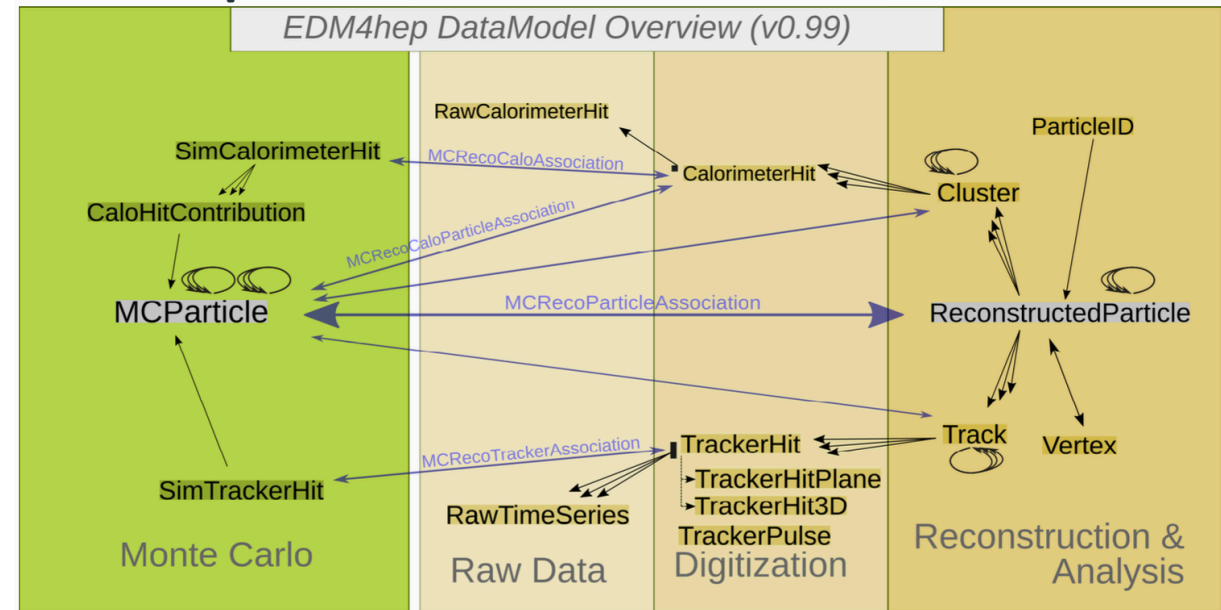 EDM4hep DataModel Overview (v0.99)
RawCalorimeterHit
ParticleID
SimCalorimeterHit
MCRecoCaloAssociation
CalorimeterHit
Cluster
CaloHitContribution
MCRecoCaloParticleAssociation
MCParticle
MCRecoParticleAssociation
ReconstructedParticle
Track
Vertex
TrackerHit
MCRecoTrackerAssociation
SimTrackerHit
TrackerHitPlane
TrackerHit3D
RawTimeSeries
TrackerPulse
Monte Carlo
Raw Data
Digitization
Reconstruction &
Analysis